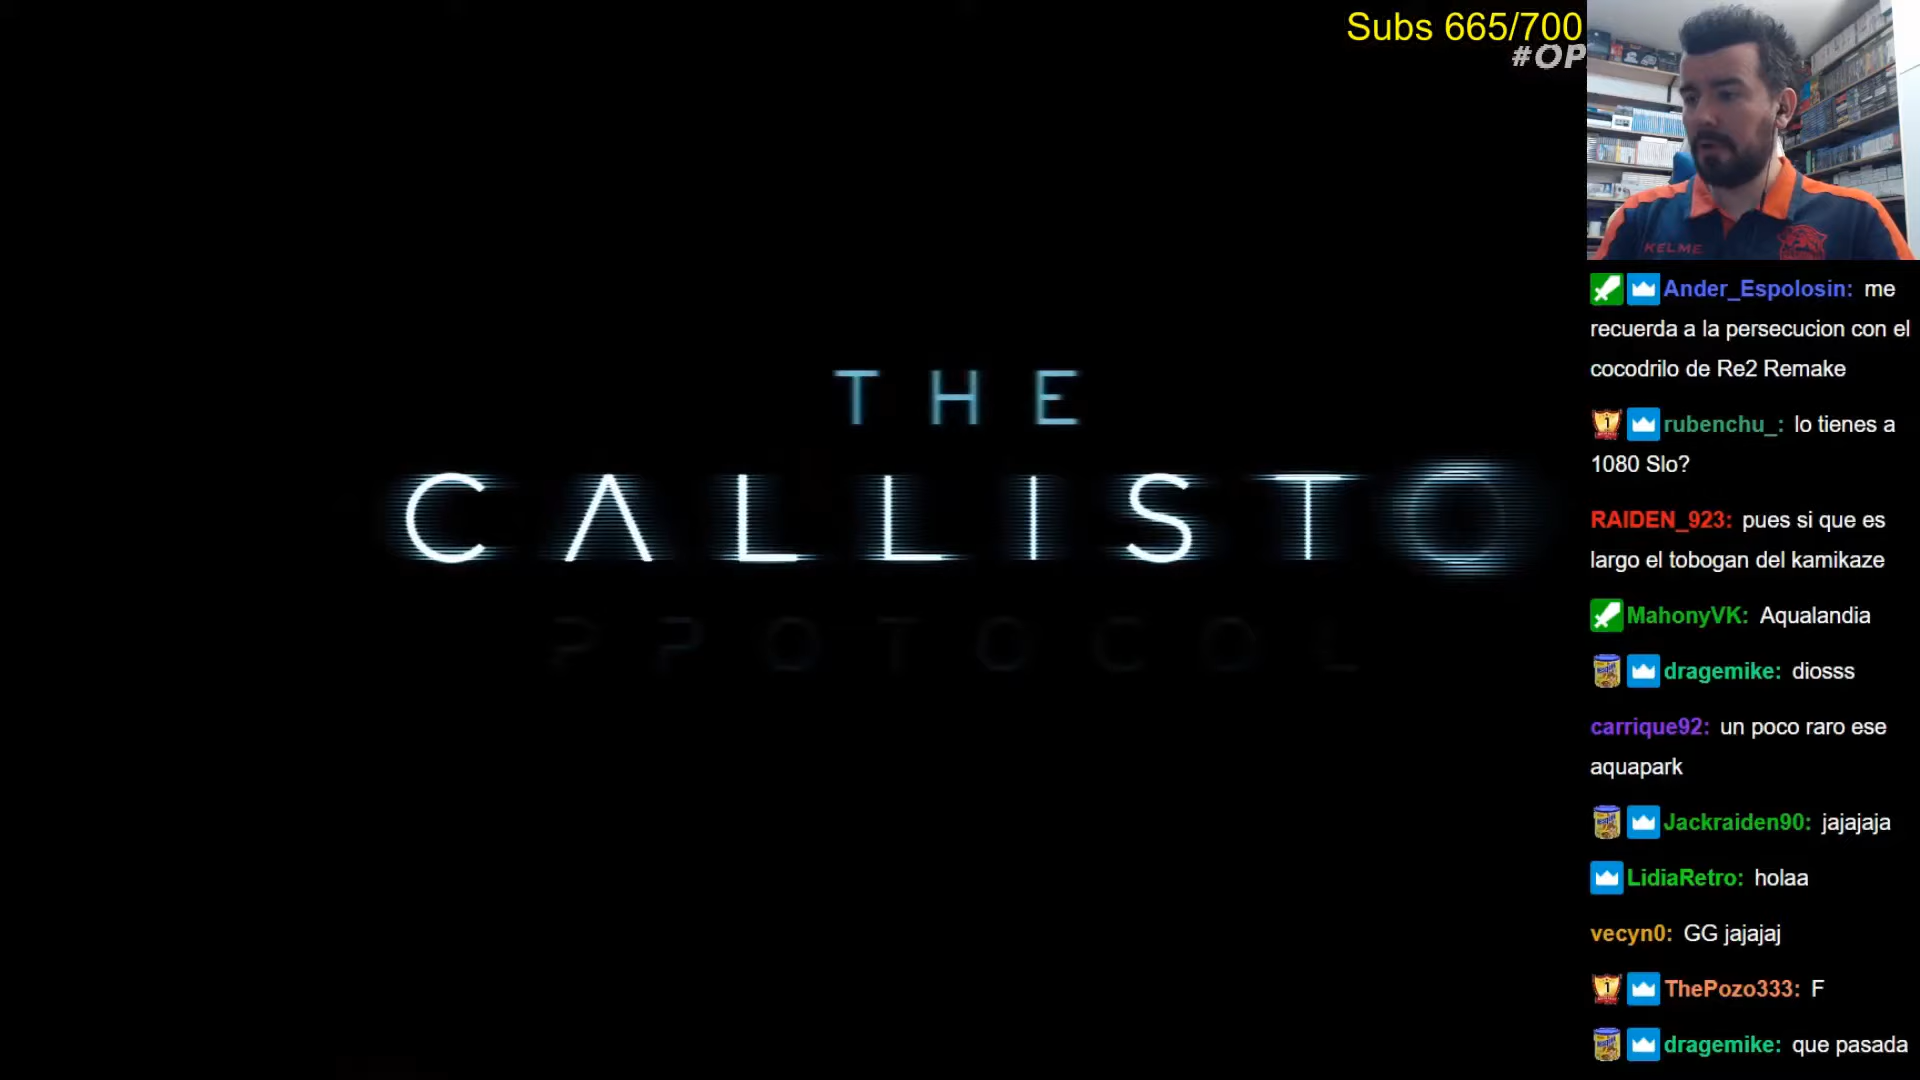 Subs 665/700
#OP
THE
CALLISTO
PROTOCOL
KELME
Ander_Espolosin: me
recuerda a la persecucion con el
cocodrilo de Re2 Remake
rubenchu_: lo tienes a
1080 Slo?
RAIDEN_923: pues si que es
largo el tobogan del kamikaze
MahonyVK: Aqualandia
dragemike: diosss
carrique92: un poco raro ese
aquapark
Jackraiden90: jajajaja
LidiaRetro: holaa
vecyn0: GG jajajaj
ThePozo333: F
dragemike: que pasada